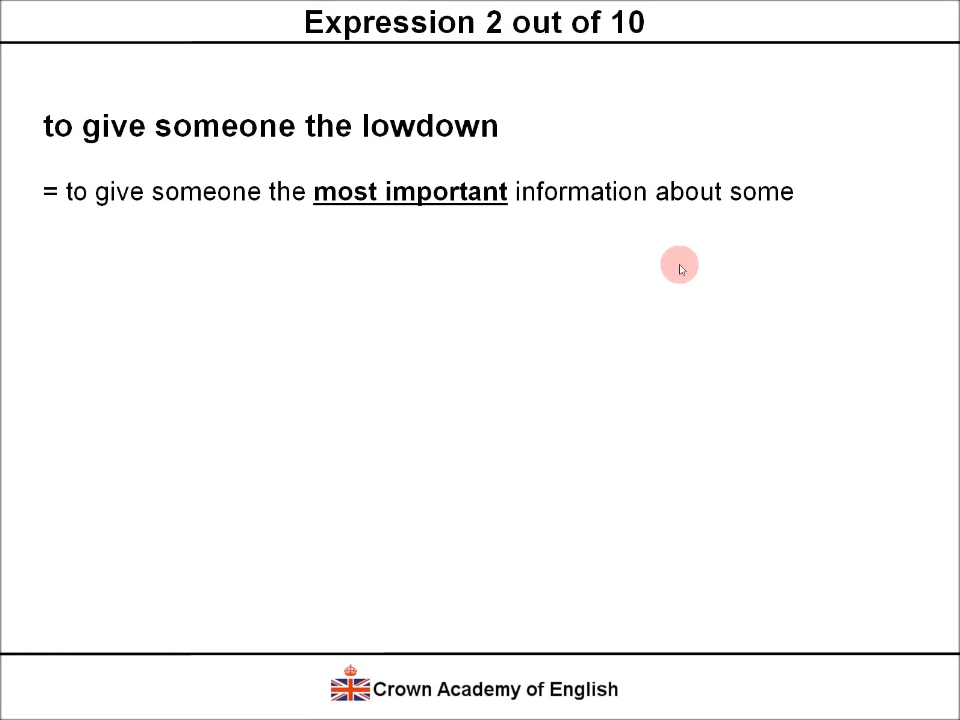 Expression 2 out of 10
to give someone the lowdown
= to give someone the most important information about some
Crown Academy of English